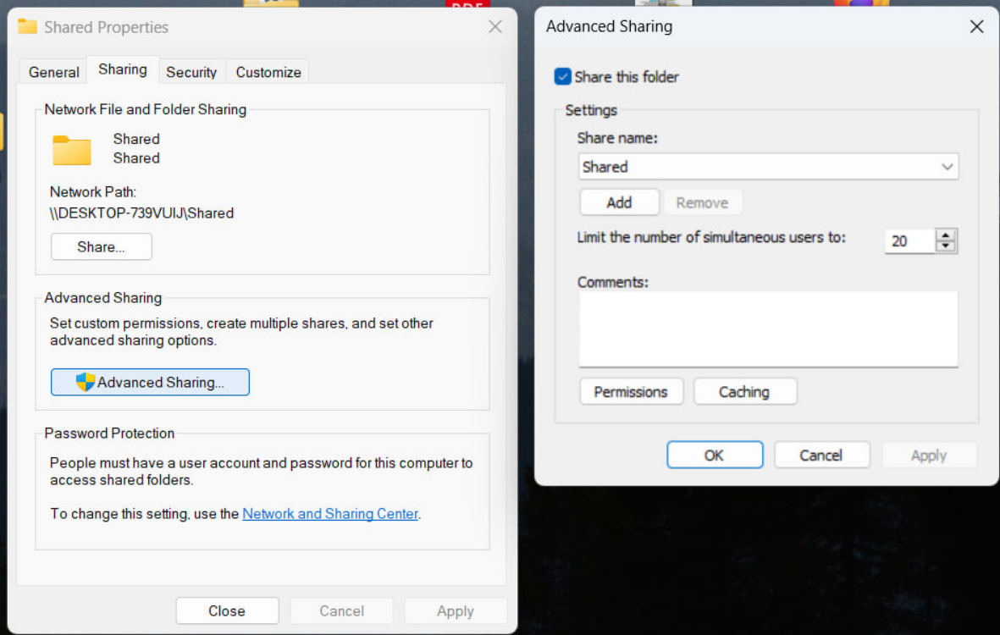 PDF
Shared Properties
General
Sharing
Security
Customize
Network File and Folder Sharing
Shared
Shared
Network Path:
\\DESKTOP-739VUIJ\Shared
Share...
Advanced Sharing
Set custom permissions, create multiple shares, and set other
advanced sharing options.
Advanced Sharing...
Password Protection
People must have a user account and password for this computer to
access shared folders.
To change this setting, use the Network and Sharing Center.
Close
Cancel
Apply
Advanced Sharing
Share this folder
Settings
Share name:
Shared
Add
Remove
Limit the number of simultaneous users to:
20
Comments:
Permissions
Caching
OK
Cancel
Apply